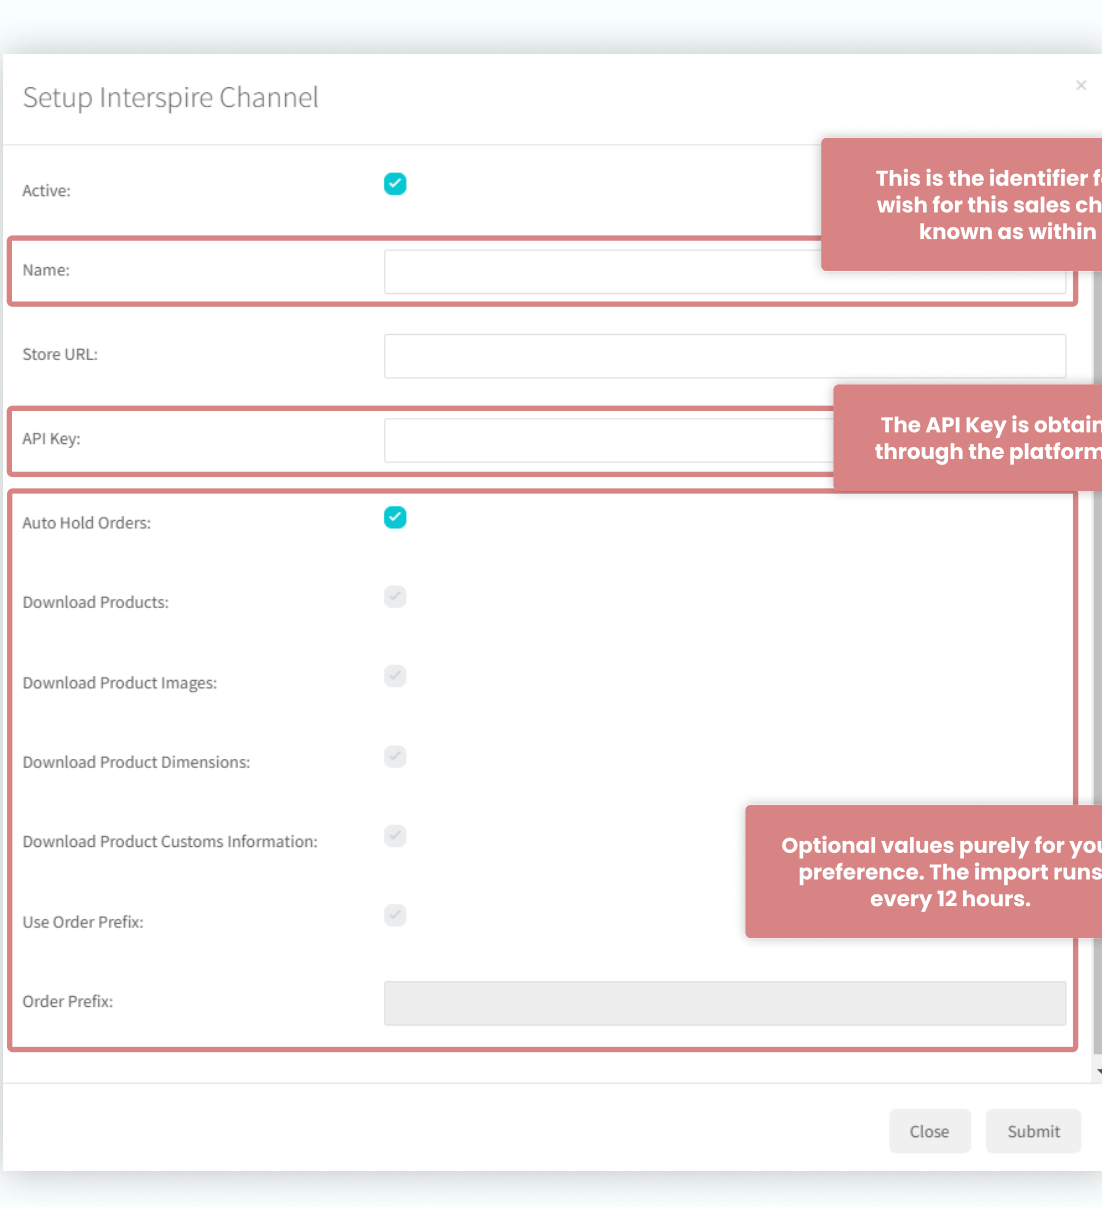 Setup Interspire Channel
×
Active:
This is the identifier
wish for this sales
known as within
Name:
Store URL:
The API Key is
through the platform
API Key:
Auto Hold Orders:
Download Products:
Download Product Images:
Download Product Dimensions:
Download Product Customs Information:
Optional values purely for
preference. The import runs
every 12 hours.
Use Order Prefix:
Order Prefix:
Close
Submit